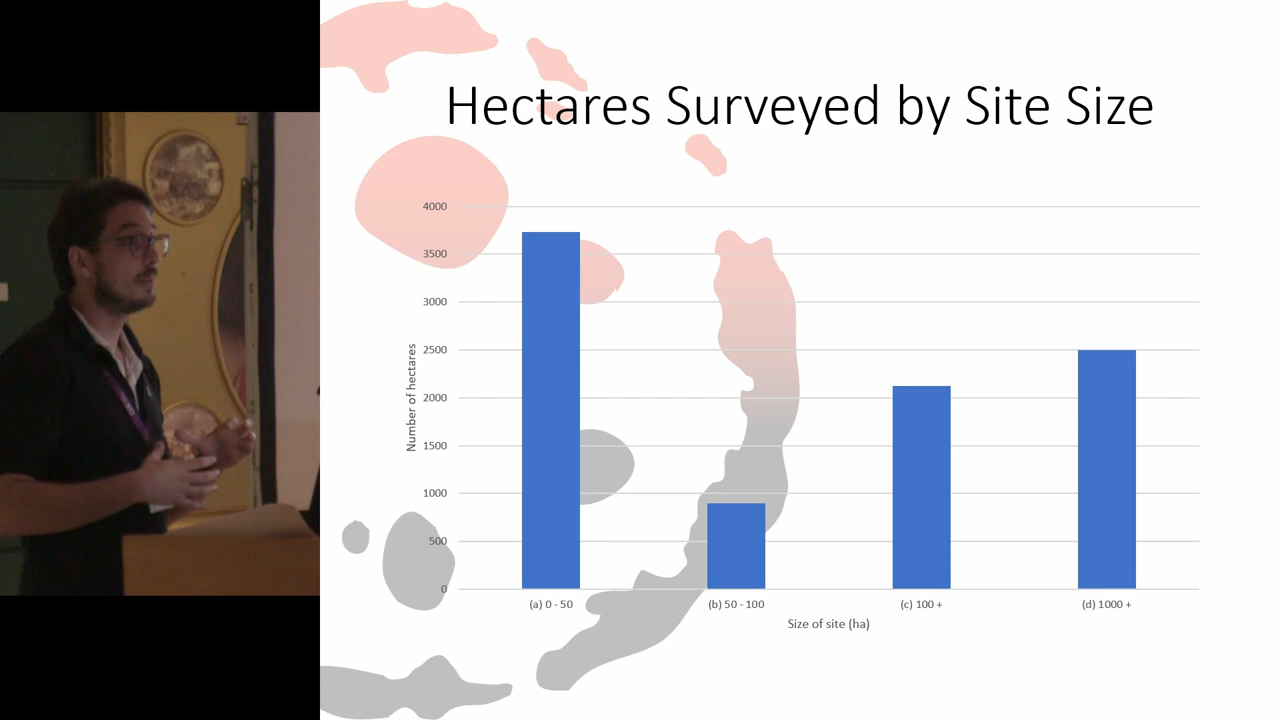 Hectares Surveyed by Site Size
4000
3500
3000
2500
2000
1500
1000
500
0
Number of hectares
(a) 0 - 50
(b) 50 - 100
(c) 100 +
(d) 1000 +
Size of site (ha)